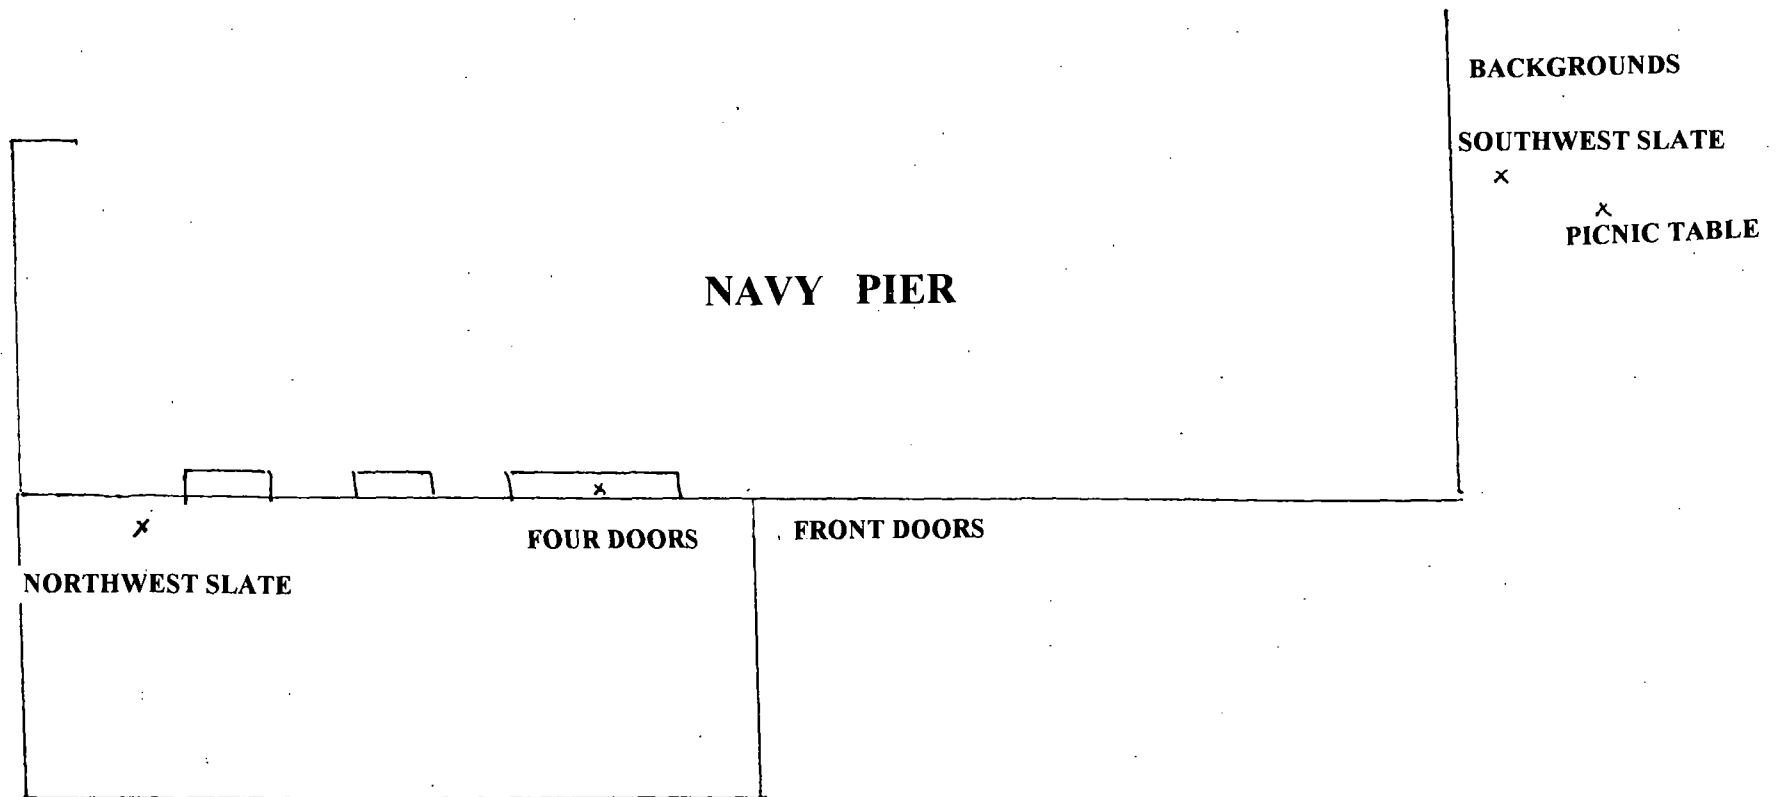 BACKGROUNDS
SOUTHWEST SLATE
x
x
PICNIC TABLE
NAVY PIER
x
x
FOUR DOORS
FRONT DOORS
NORTHWEST SLATE